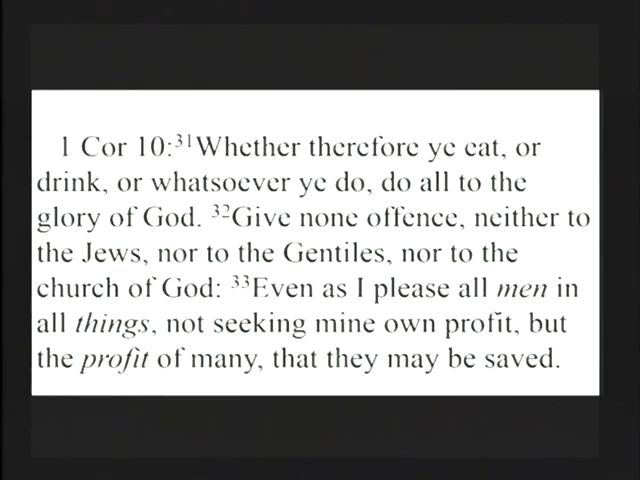 1 Cor 10:³¹Whether therefore ye eat, or
drink, or whatsoever ye do, do all to the
glory of God. ³²Give none offence, neither to
the Jews, nor to the Gentiles, nor to the
church of God: ³³Even as I please all men in
all things, not seeking mine own profit, but
the profit of many, that they may be saved.